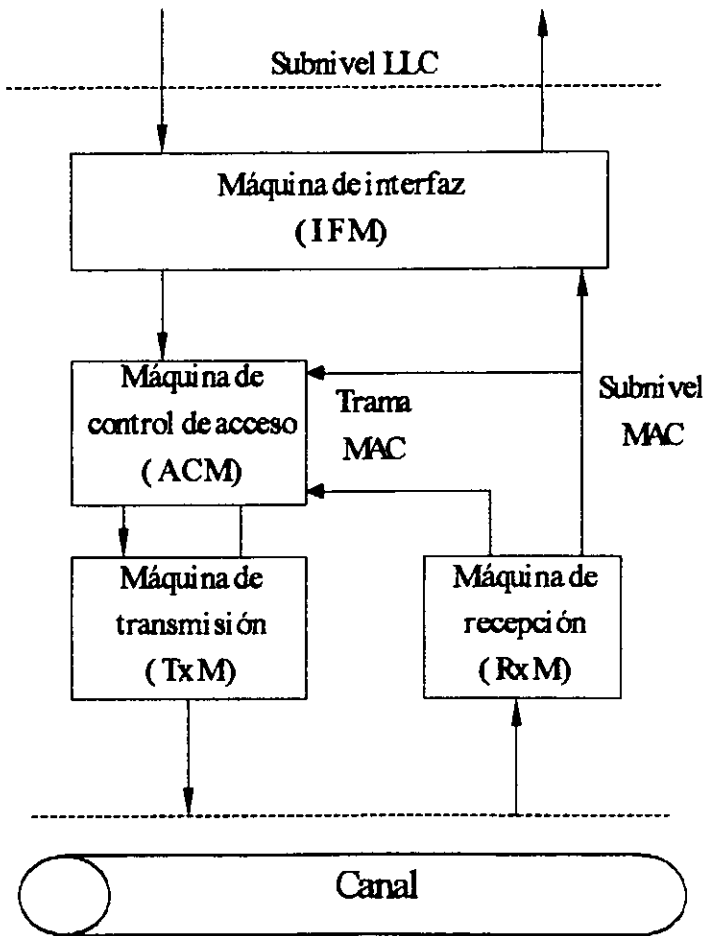 Subnivel LLC
Máquina de interfaz
(IFM)
Máquina de
control de acceso
(ACM)
Trama
MAC
Subnivel
MAC
Máquina de
transmisión
(TxM)
Máquina de
recepción
(RxM)
Canal